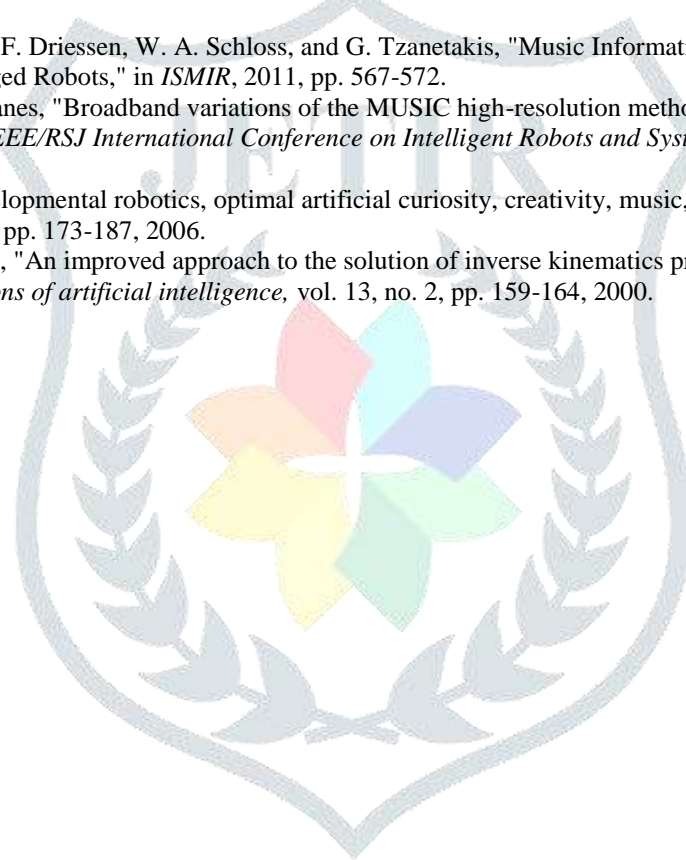 F. Driessen, W. A. Schloss, and G. Tzanetakis, "Music Informati
ged Robots," in ISMIR, 2011, pp. 567-572.
anes, "Broadband variations of the MUSIC high-resolution metho
EEE/RSJ International Conference on Intelligent Robots and Syst
elopmental robotics, optimal artificial curiosity, creativity, music,
pp. 173-187, 2006.
, "An improved approach to the solution of inverse kinematics pr
ons of artificial intelligence, vol. 13, no. 2, pp. 159-164, 2000.
JETIR